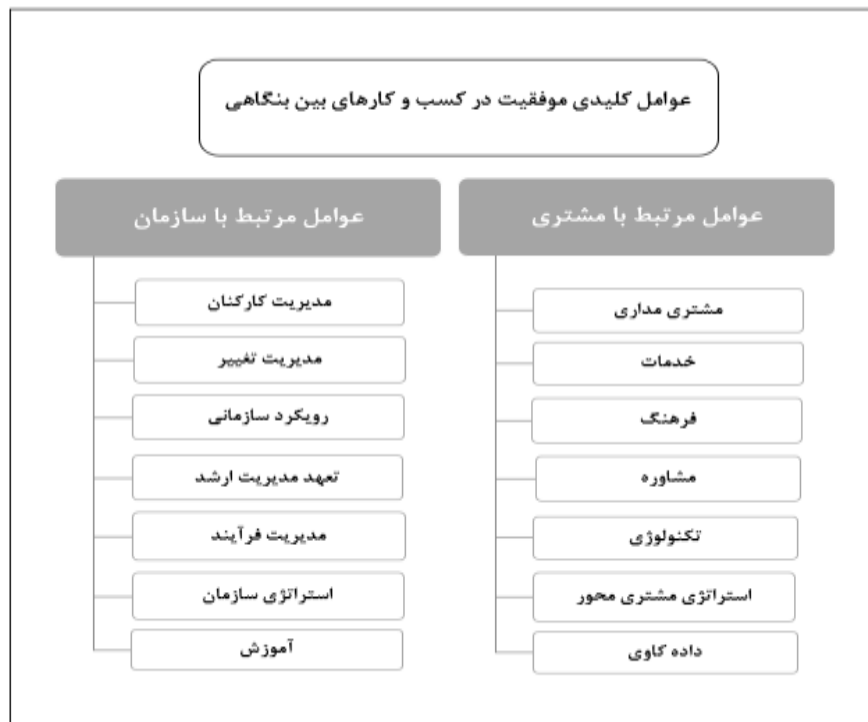 عوامل کلیدی موفقیت در کسب و کارهای بین بنگاهی
عوامل مرتبط با مشتری
مشتری مداری
خدمات
فرهنگ
مشاوره
تکنولوژی
استراتژی مشتری محور
داده کاوی
عوامل مرتبط با سازمان
مدیریت کارکنان
مدیریت تغییر
رویکرد سازمانی
تعهد مدیریت ارشد
مدیریت فرآیند
استراتژی سازمان
آموزش